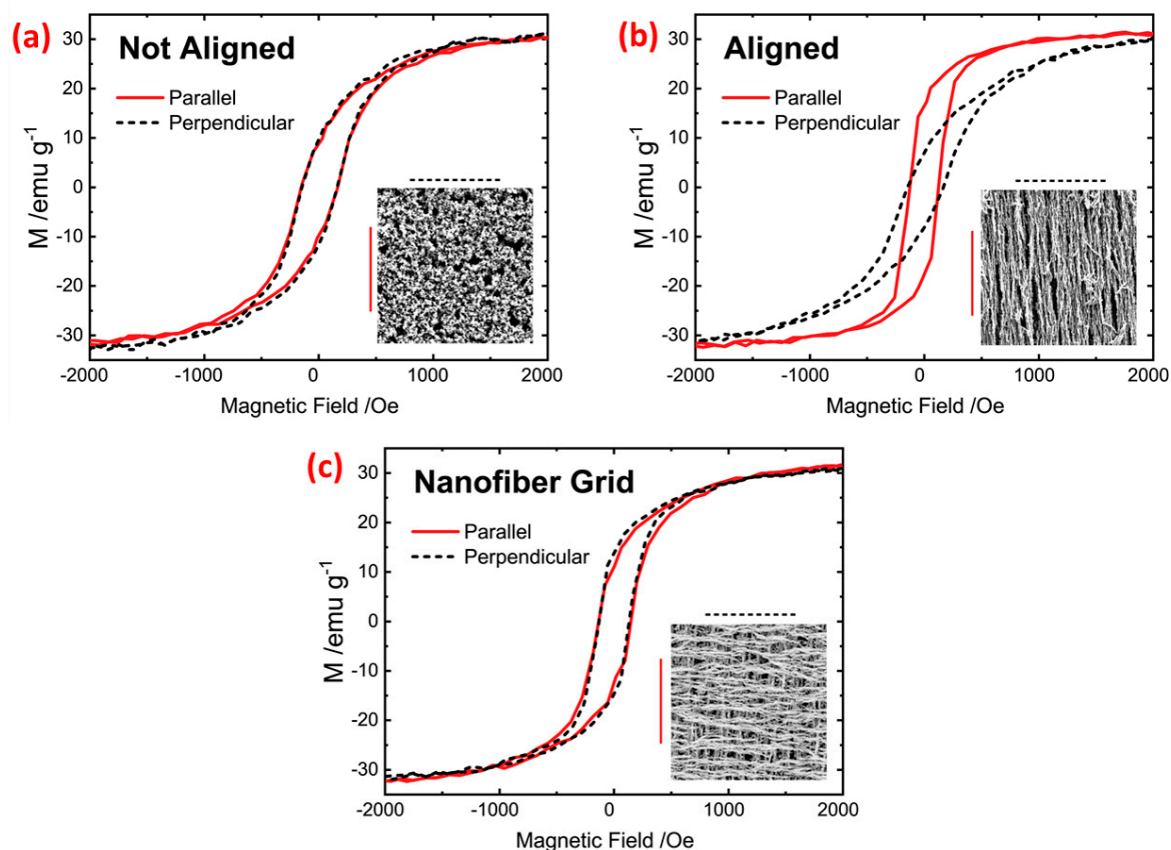 (a)
Not Aligned
Parallel
Perpendicular
M /emu g⁻¹
30
20
10
0
-10
-20
-30
-2000 -1000 0 1000 2000
Magnetic Field /Oe
(b)
Aligned
Parallel
Perpendicular
M /emu g⁻¹
30
20
10
0
-10
-20
-30
-2000 -1000 0 1000 2000
Magnetic Field /Oe
(c)
Nanofiber Grid
Parallel
Perpendicular
M /emu g⁻¹
30
20
10
0
-10
-20
-30
-2000 -1000 0 1000 2000
Magnetic Field /Oe